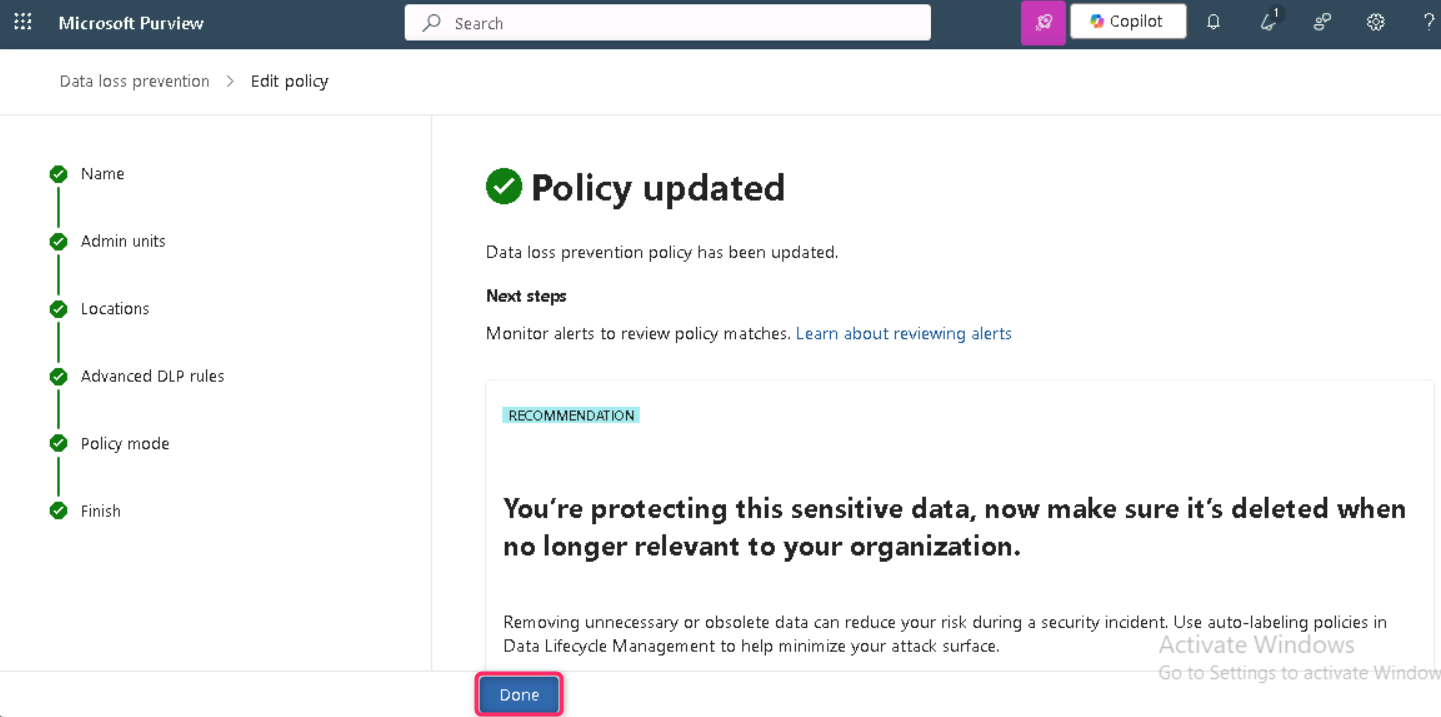 Microsoft Purview
Search
Copilot
1
?
Data loss prevention > Edit policy
Name
Admin units
Locations
Advanced DLP rules
Policy mode
Finish
Policy updated
Data loss prevention policy has been updated.
Next steps
Monitor alerts to review policy matches. Learn about reviewing alerts
RECOMMENDATION
You're protecting this sensitive data, now make sure it's deleted when
no longer relevant to your organization.
Removing unnecessary or obsolete data can reduce your risk during a security incident. Use auto-labeling policies in
Data Lifecycle Management to help minimize your attack surface.
Activate Windows
Go to Settings to activate Window
Done